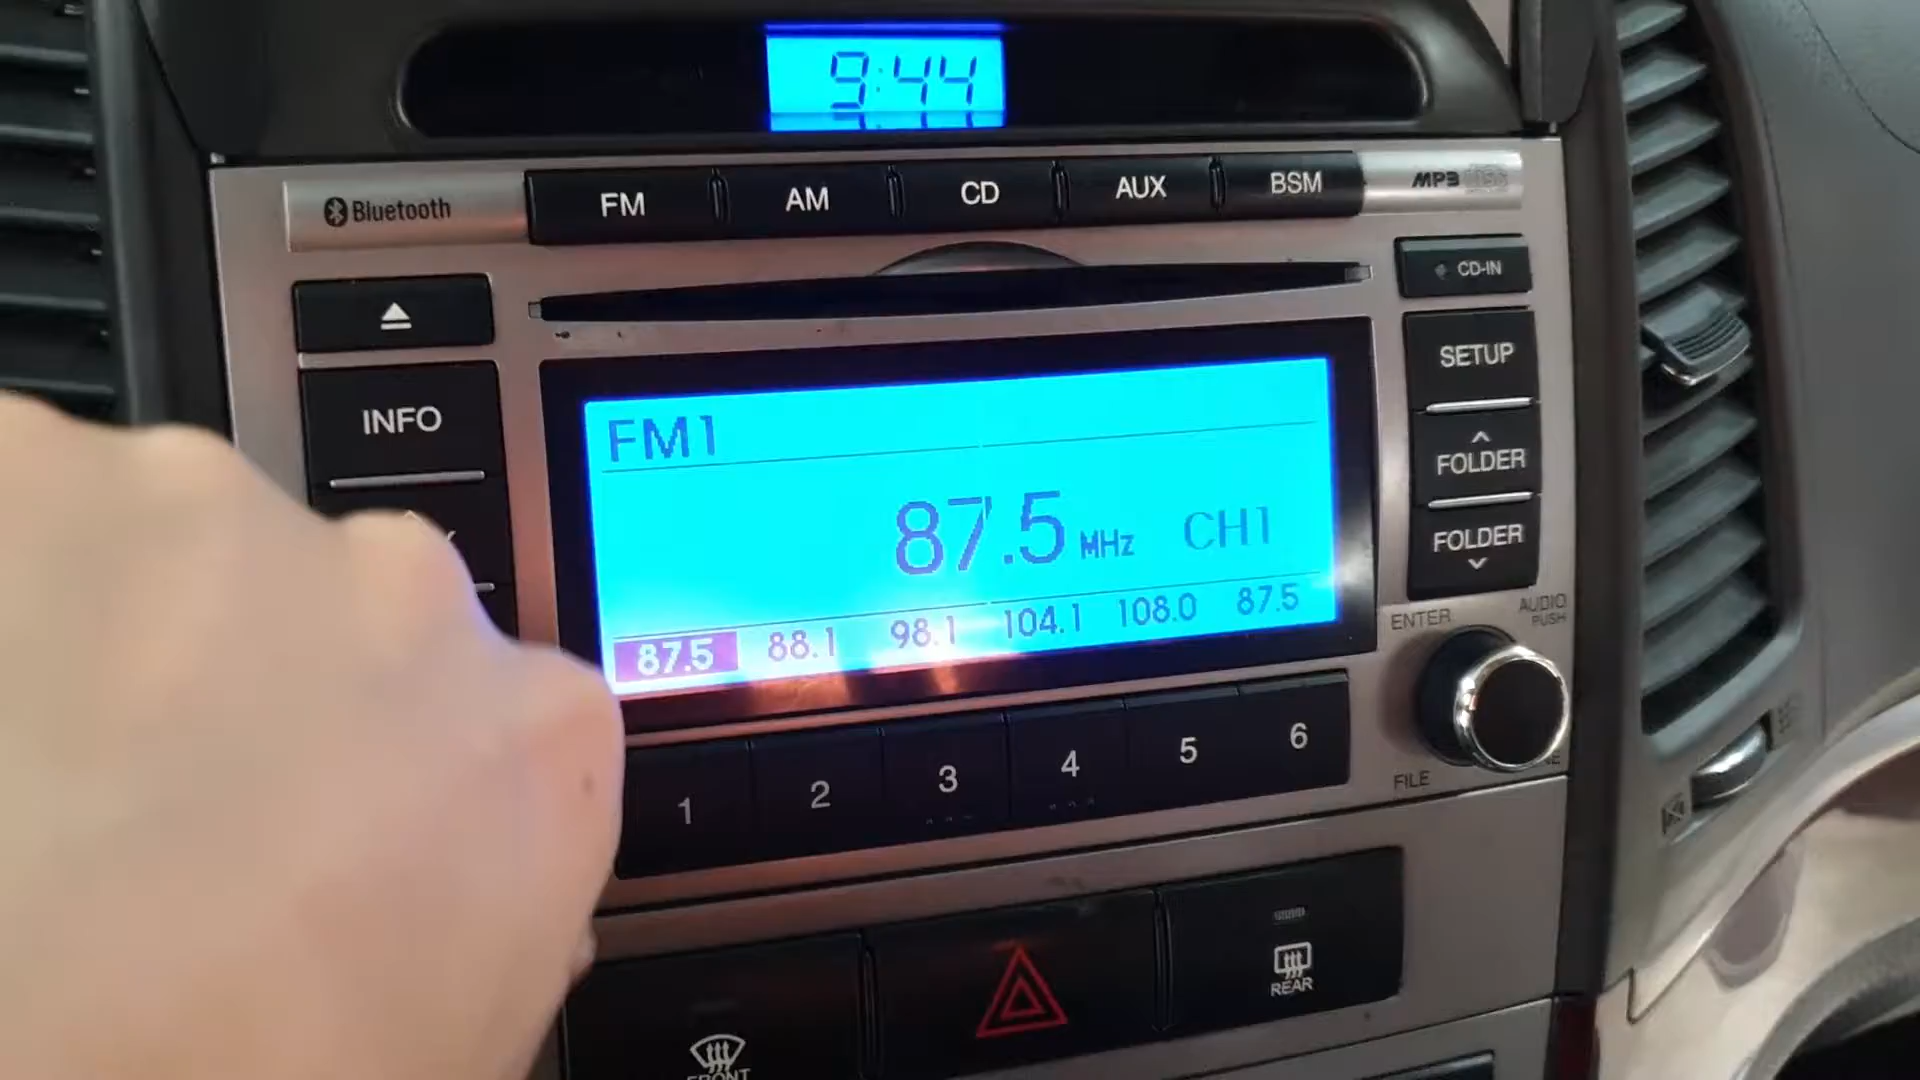 9:44
Bluetooth
FM
AM
CD
AUX
BSM
MP3
CD-IN
INFO
SETUP
FOLDER
FOLDER
FM1
87.5 MHz CH1
87.5 88.1 98.1 104.1 108.0 87.5
ENTER
AUDIO
PUSH
FILE
1 2 3 4 5 6
REAR
FRONT